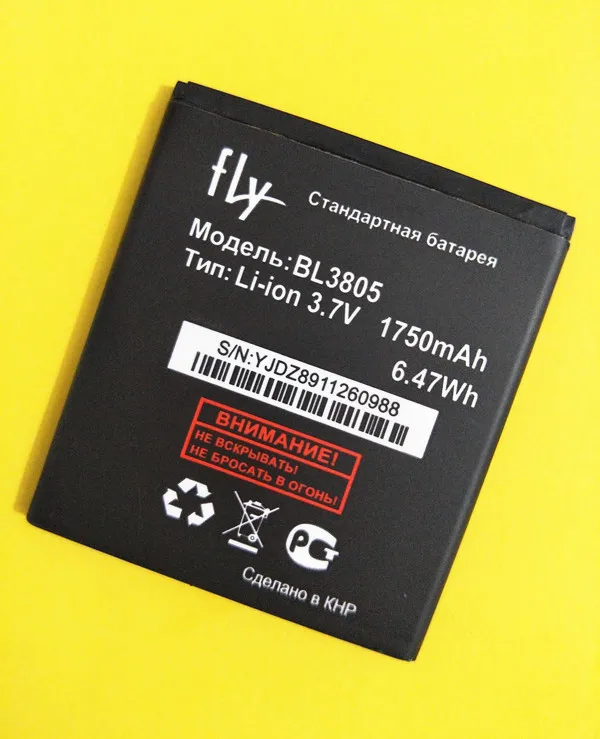 fly
Стандартная батарея
Модель: BL3805
Тип: Li-ion 3.7V 1750mAh
6.47Wh
S/N:YJDZ8911260988
ВНИМАНИЕ!
НЕ ВСКРЫВАТЬ!
НЕ БРОСАТЬ В ОГОНЬ!
РСТ
Сделано в КНР